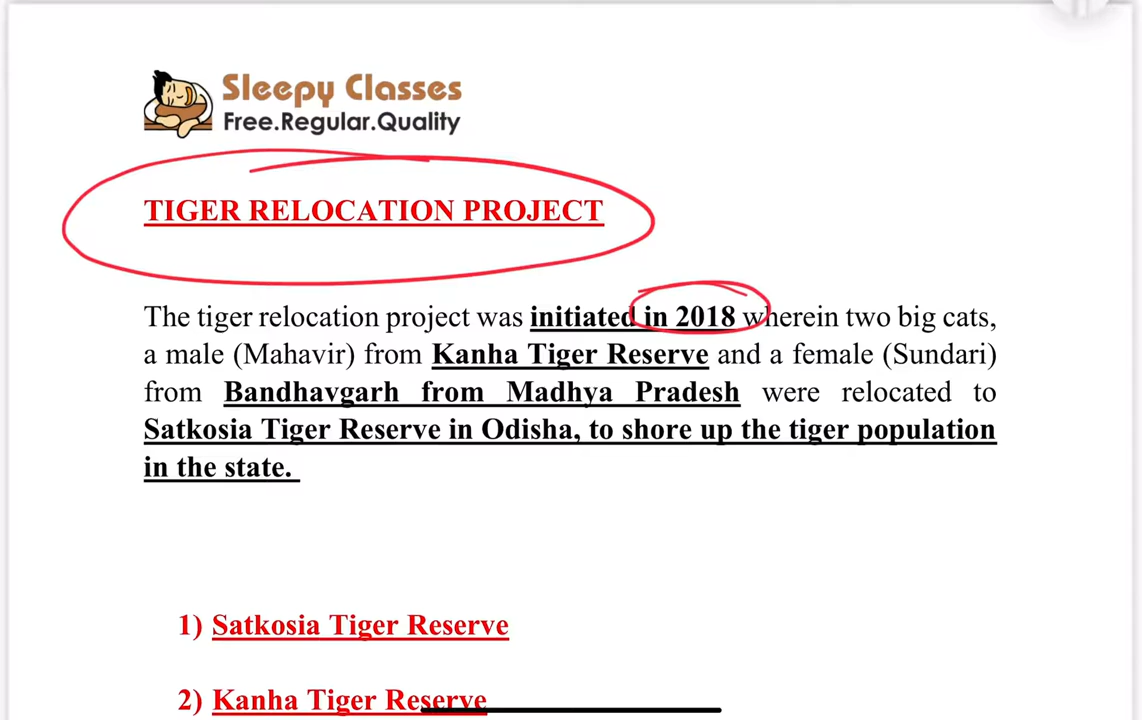 Sleepy Classes
Free.Regular.Quality
TIGER RELOCATION PROJECT
The tiger relocation project was initiated in 2018 wherein two big cats,
a male (Mahavir) from Kanha Tiger Reserve and a female (Sundari)
from Bandhavgarh from Madhya Pradesh were relocated to
Satkosia Tiger Reserve in Odisha, to shore up the tiger population
in the state.
1) Satkosia Tiger Reserve
2) Kanha Tiger Reserve